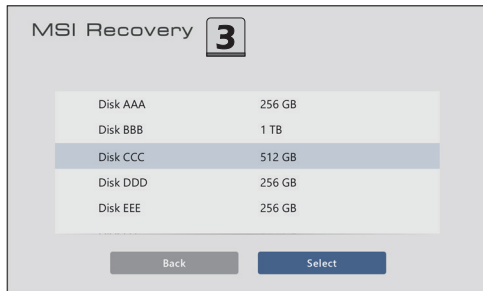 MSI Recovery 3
Disk AAA 256 GB
Disk BBB 1 TB
Disk CCC 512 GB
Disk DDD 256 GB
Disk EEE 256 GB
Back Select